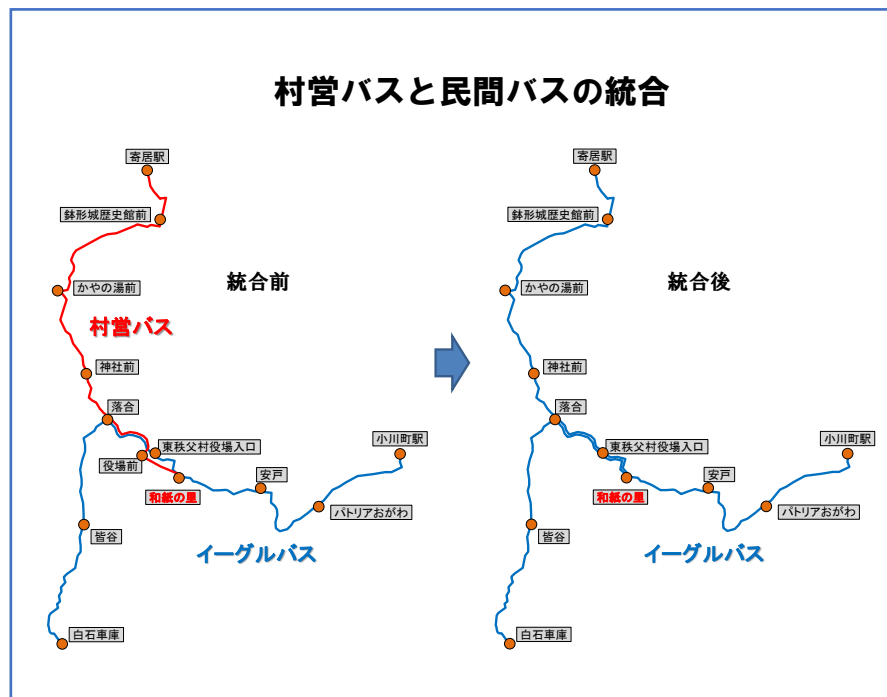 村営バスと民間バスの統合
寄居駅
鉢形城歴史館前
かやの湯前
統合前
村営バス
神社前
落合
東秩父村役場入口
役場前
和紙の里
安戸
小川町駅
パトリアおがわ
イーグルバス
皆谷
白石車庫
寄居駅
鉢形城歴史館前
かやの湯前
統合後
神社前
落合
東秩父村役場入口
和紙の里
安戸
小川町駅
パトリアおがわ
イーグルバス
皆谷
白石車庫